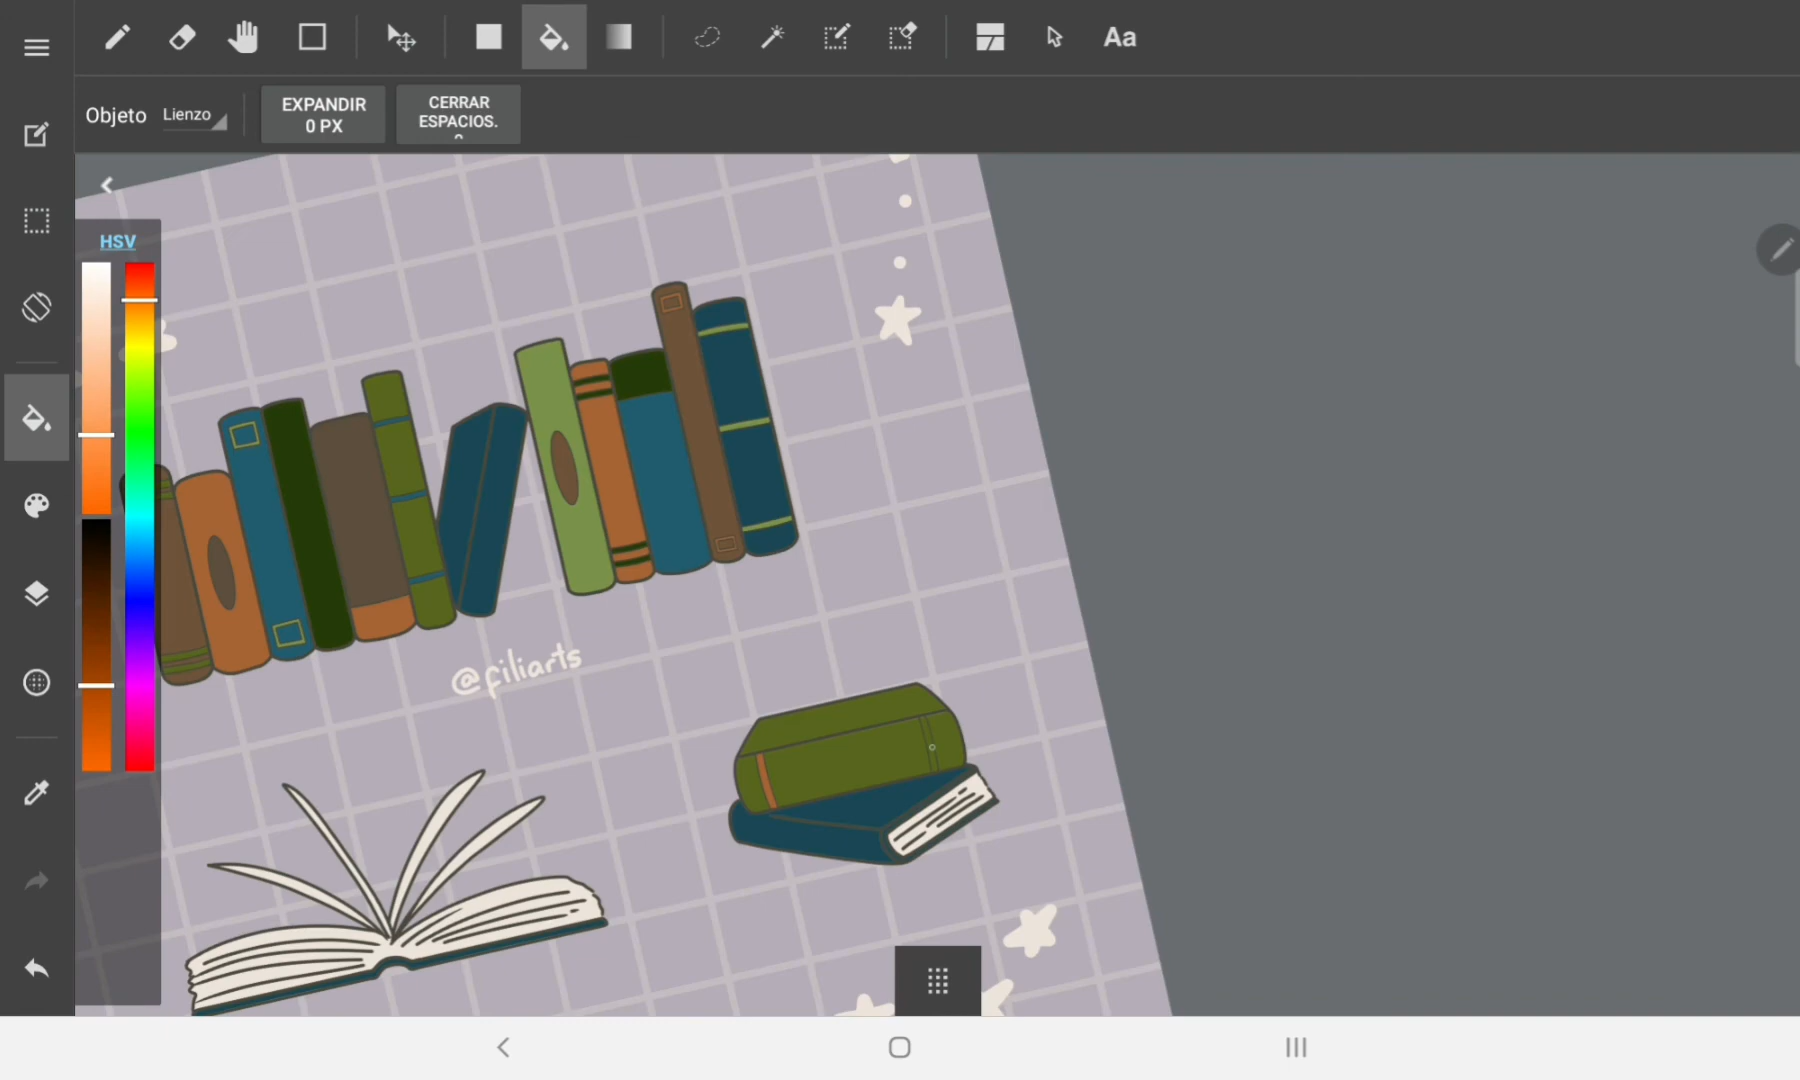 Aa
Objeto
Lienzo
EXPANDIR
0 PX
CERRAR
ESPACIOS.
HSV
@filiarts